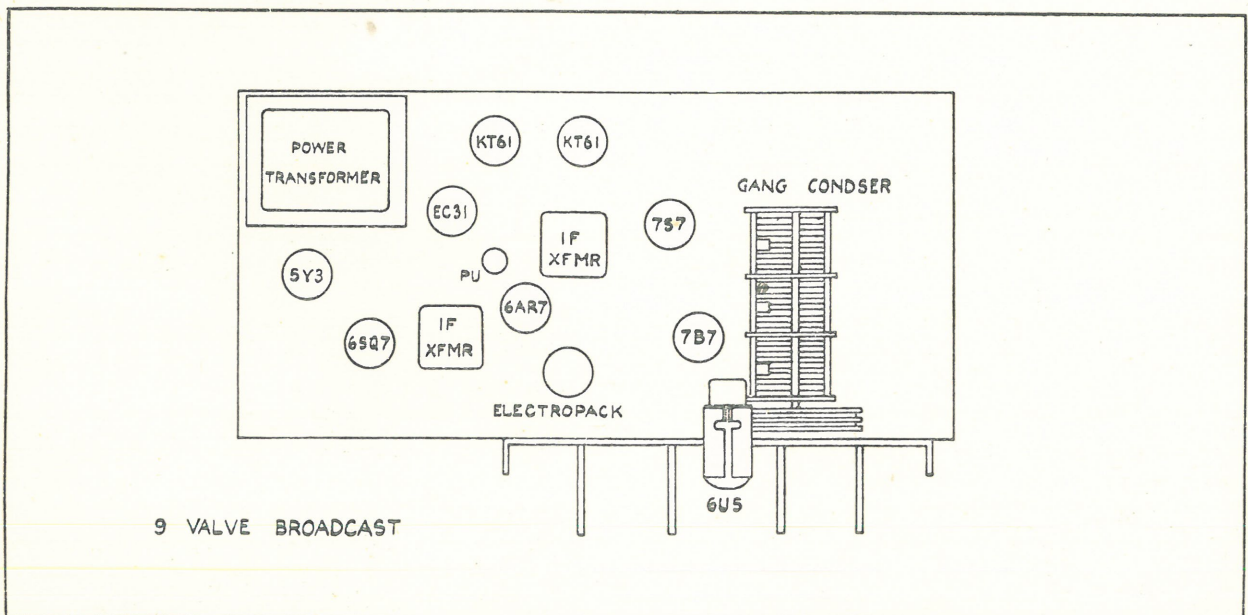 POWER
TRANSFORMER
KT61
KT61
GANG CONDSER
EC31
7S7
IF
XFMR
PU
5Y3
6AR7
6SQ7
IF
XFMR
7B7
ELECTROPACK
6U5
9 VALVE BROADCAST